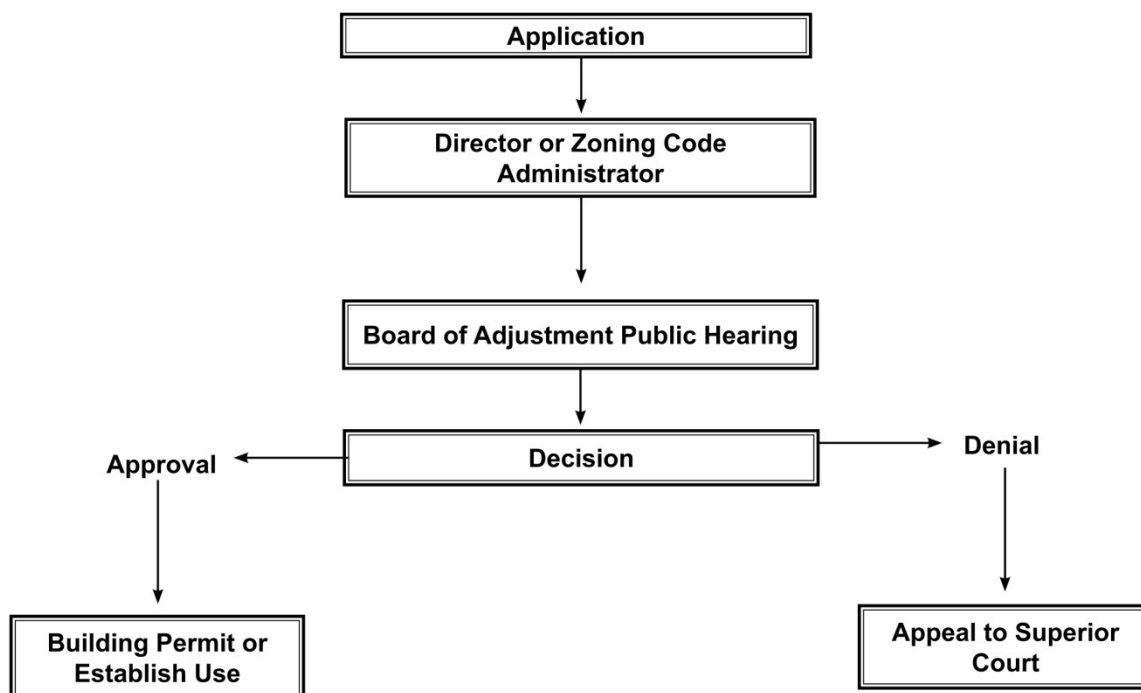 Application
Director or Zoning Code
Administrator
Board of Adjustment Public Hearing
Decision
Approval
Denial
Building Permit or
Establish Use
Appeal to Superior
Court